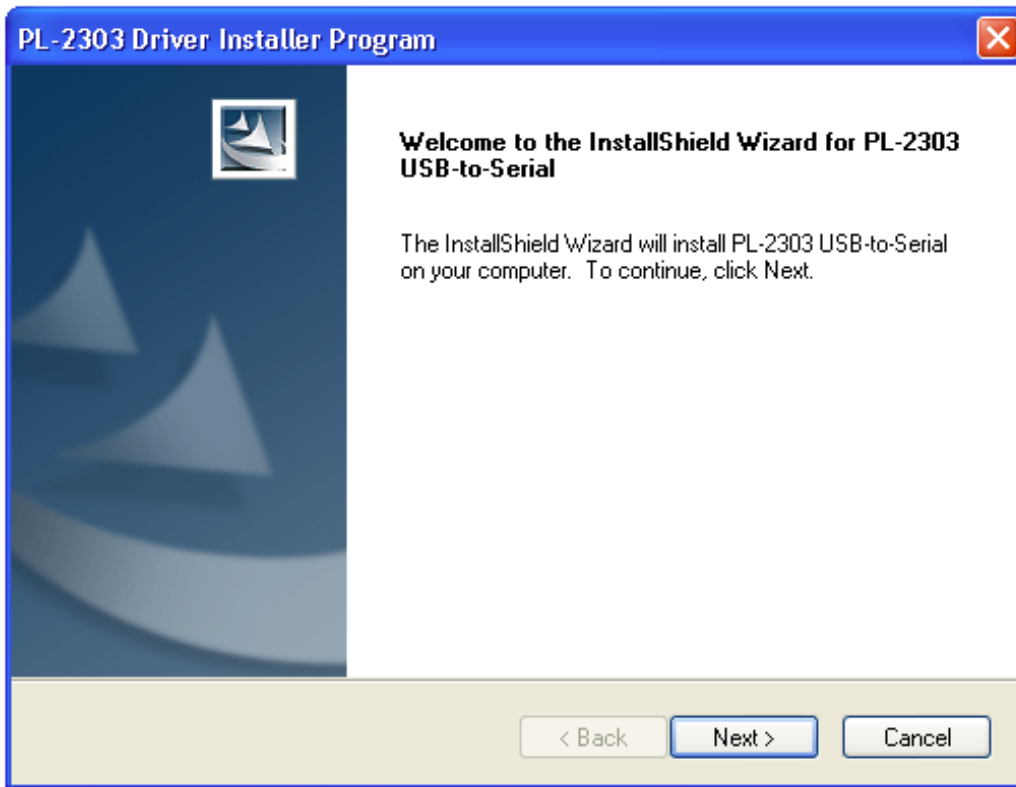 PL-2303 Driver Installer Program
Welcome to the InstallShield Wizard for PL-2303
USB-to-Serial
The InstallShield Wizard will install PL-2303 USB-to-Serial
on your computer.  To continue, click Next.
< Back
Next >
Cancel